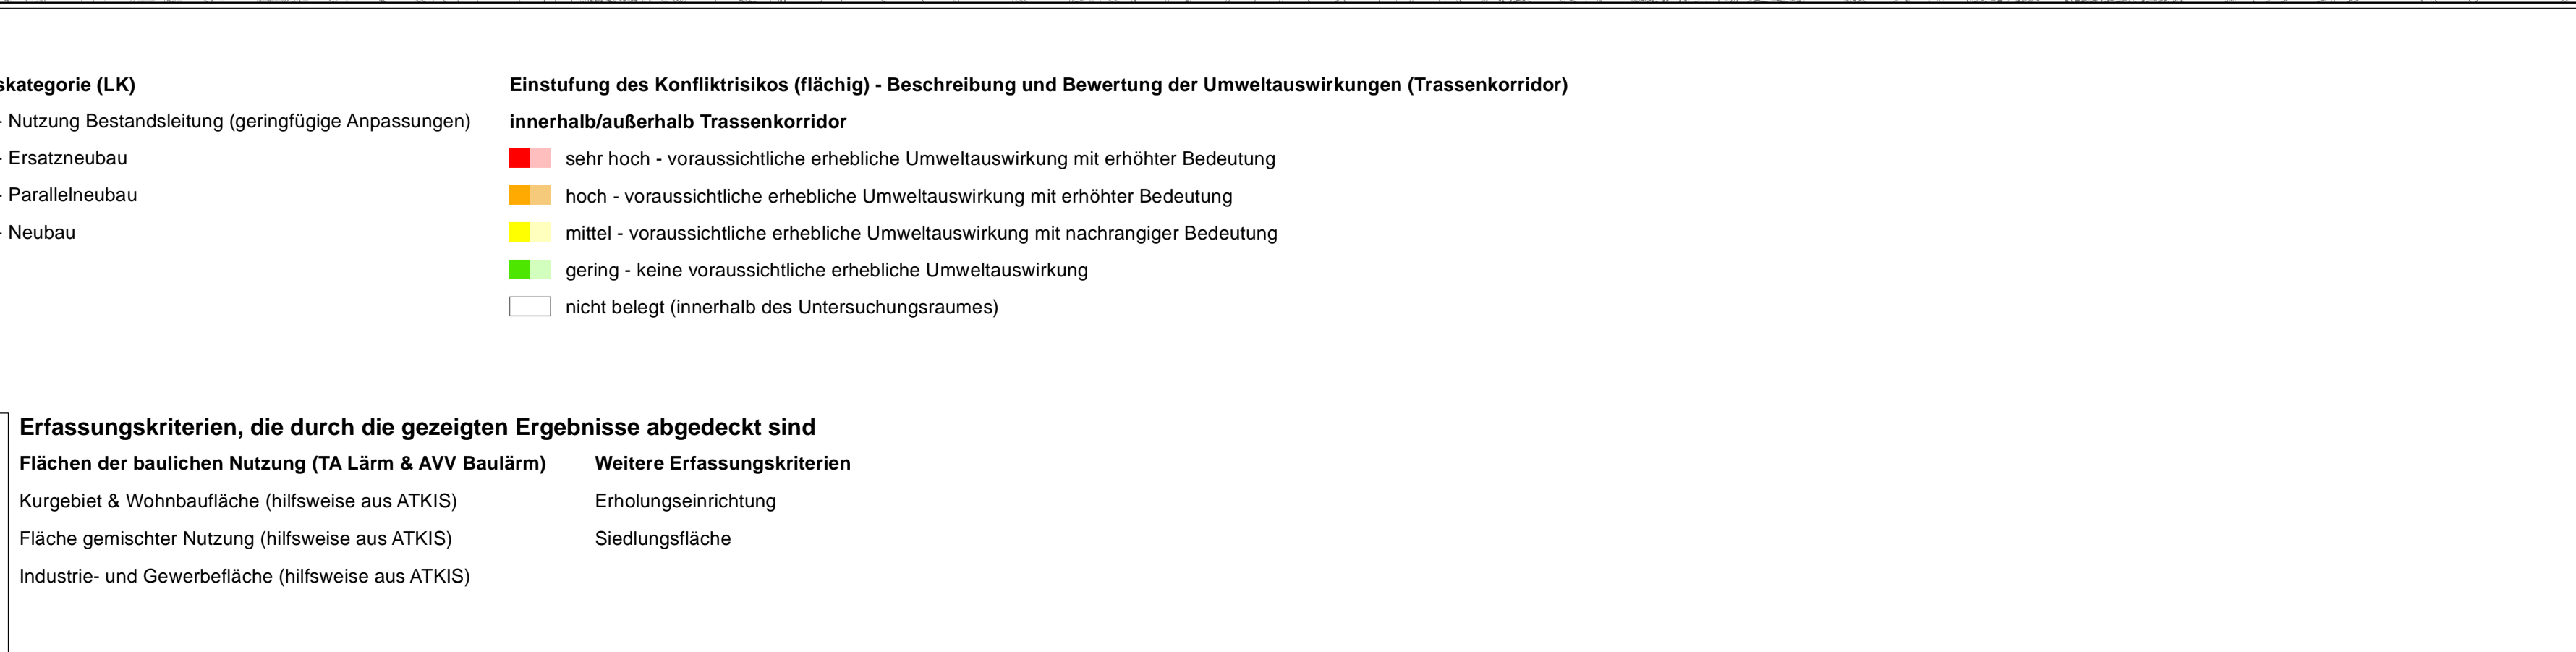 skategorie (LK)
- Nutzung Bestandsleitung (geringfügige Anpassungen)
- Ersatzneubau
- Parallelneubau
- Neubau
Einstufung des Konfliktrisikos (flächig) - Beschreibung und Bewertung der Umweltauswirkungen (Trassenkorridor)
innerhalb/außerhalb Trassenkorridor
sehr hoch - voraussichtliche erhebliche Umweltauswirkung mit erhöhter Bedeutung
hoch - voraussichtliche erhebliche Umweltauswirkung mit erhöhter Bedeutung
mittel - voraussichtliche erhebliche Umweltauswirkung mit nachrangiger Bedeutung
gering - keine voraussichtliche erhebliche Umweltauswirkung
nicht belegt (innerhalb des Untersuchungsraumes)
Erfassungskriterien, die durch die gezeigten Ergebnisse abgedeckt sind
Flächen der baulichen Nutzung (TA Lärm & AVV Baulärm)
Kurgebiet & Wohnbaufläche (hilfsweise aus ATKIS)
Fläche gemischter Nutzung (hilfsweise aus ATKIS)
Industrie- und Gewerbefläche (hilfsweise aus ATKIS)
Weitere Erfassungskriterien
Erholungseinrichtung
Siedlungsfläche